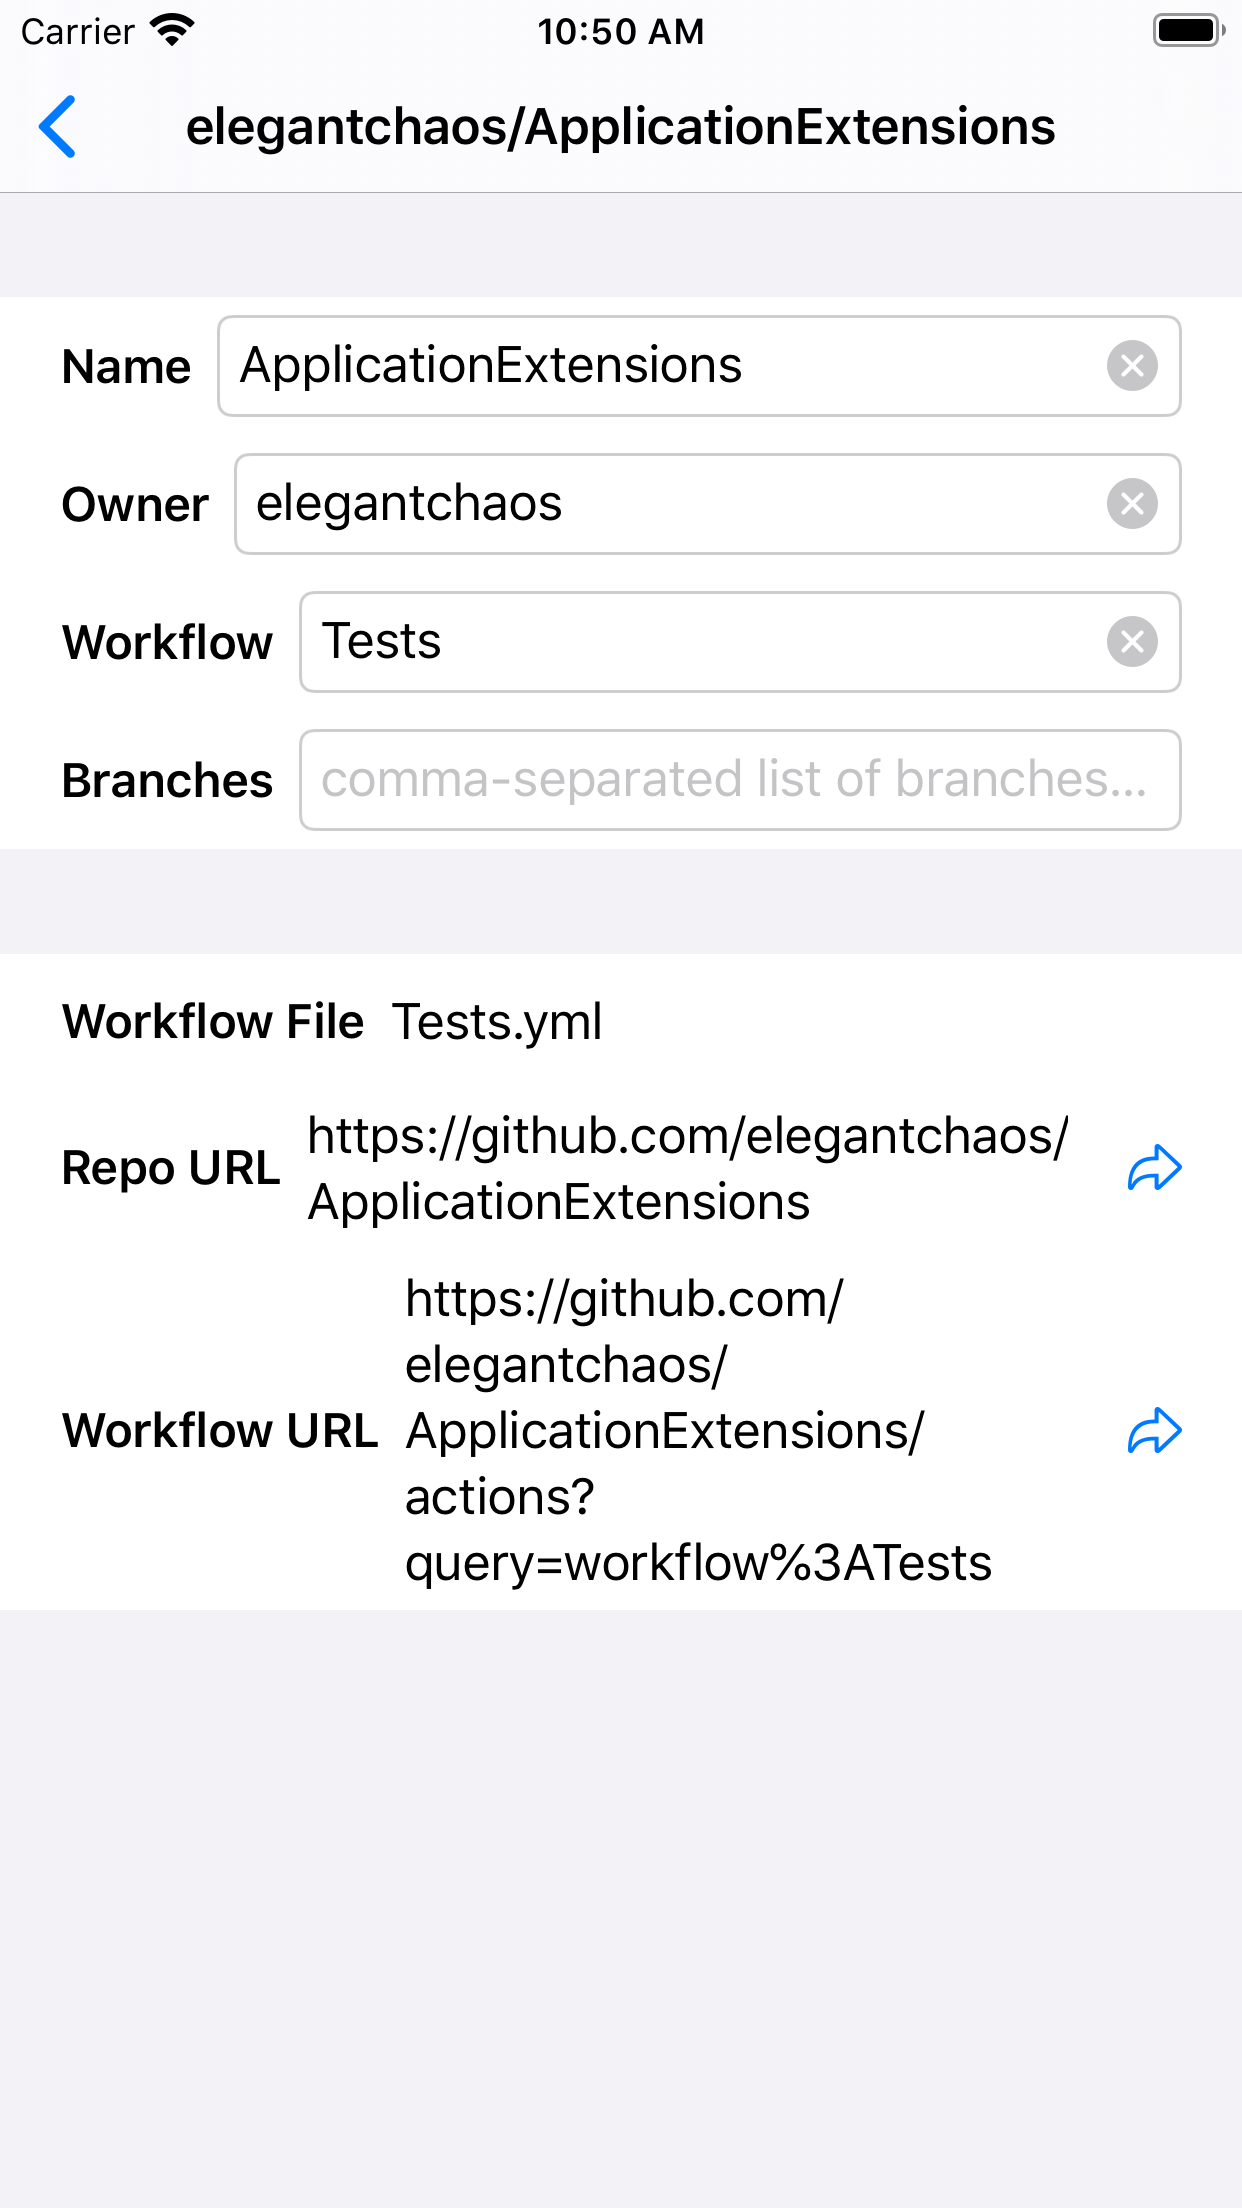 Carrier 10:50 AM
elegantchaos/ApplicationExtensions
Name ApplicationExtensions
Owner elegantchaos
Workflow Tests
Branches comma-separated list of branches...
Workflow File Tests.yml
Repo URL https://github.com/elegantchaos/
ApplicationExtensions
https://github.com/
elegantchaos/
Workflow URL ApplicationExtensions/
actions?
query=workflow%3ATests